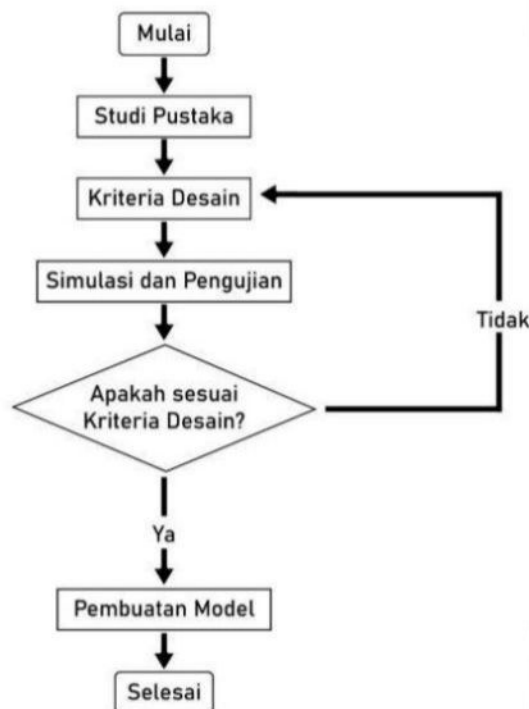 Mulai
Studi Pustaka
Kriteria Desain
Simulasi dan Pengujian
Tidak
Apakah sesuai
Kriteria Desain?
Ya
Pembuatan Model
Selesai